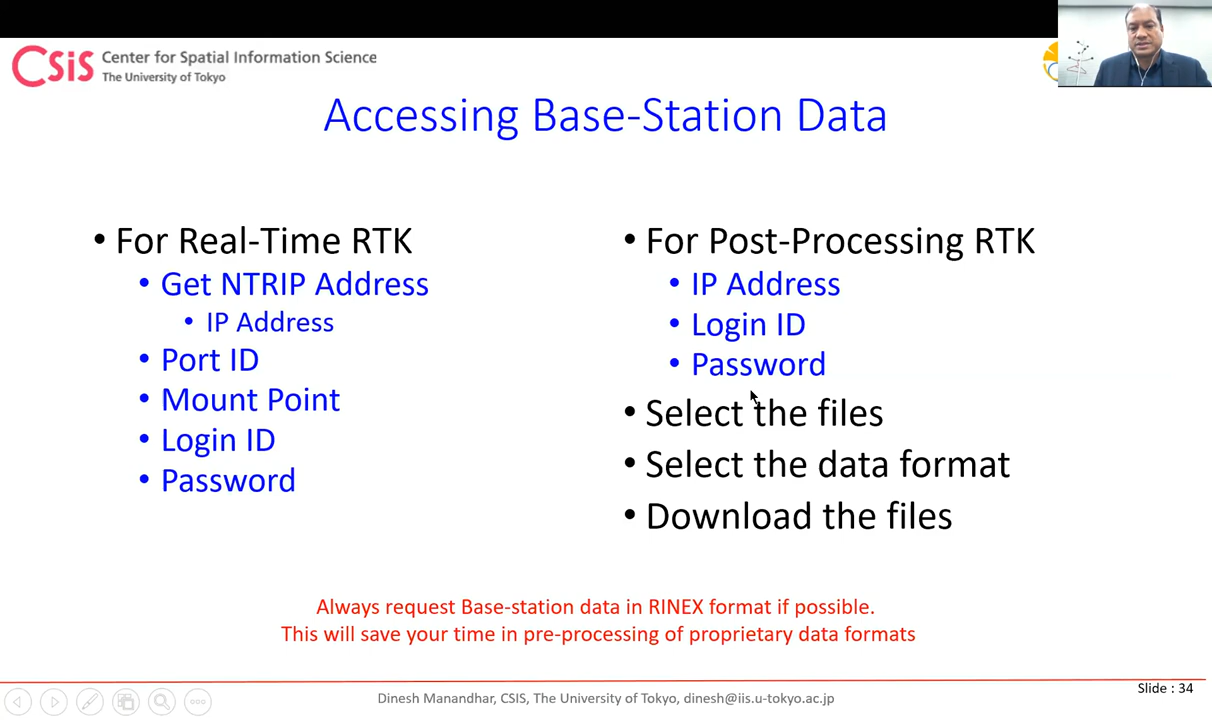 CSiS Center for Spatial Information Science
The University of Tokyo
Accessing Base-Station Data
• For Real-Time RTK
• Get NTRIP Address
• IP Address
• Port ID
• Mount Point
• Login ID
• Password
• For Post-Processing RTK
• IP Address
• Login ID
• Password
• Select the files
• Select the data format
• Download the files
Always request Base-station data in RINEX format if possible.
This will save your time in pre-processing of proprietary data formats
Dinesh Manandhar, CSIS, The University of Tokyo, dinesh@iis.u-tokyo.ac.jp
Slide : 34